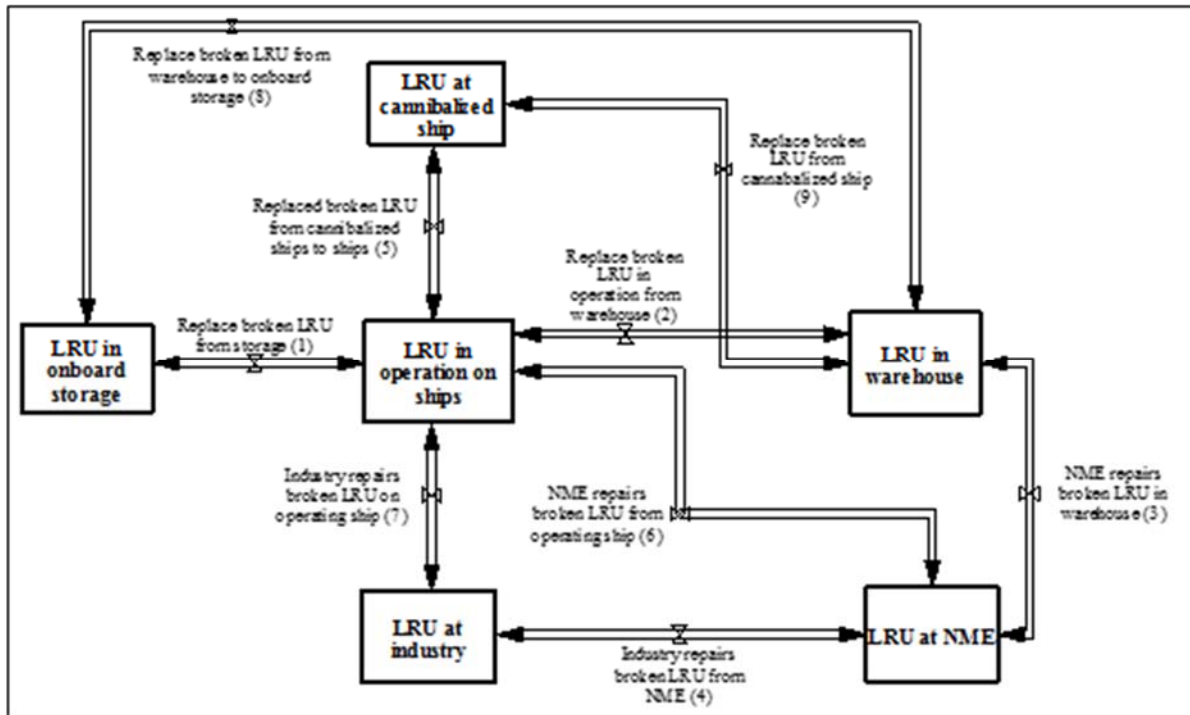 Replace broken LRU from
warehouse to onboard
storage (8)
LRU at
cannibalized
ship
Replace broken
LRU from
cannabalized ship
(9)
Replaced broken LRU
from cannibalized
ships to ships (5)
Replace broken
LRU in
operation from
warehouse (2)
Replace broken LRU
from storage (1)
LRU in
onboard
storage
LRU in
operation on
ships
LRU in
warehouse
Industry repairs
broken LRU on
operating ship (7)
NME repairs
broken LRU from
operating ship (6)
NME repairs
broken LRU in
warehouse (3)
LRU at
industry
LRU at NME
Industry repairs
broken LRU from
NME (4)